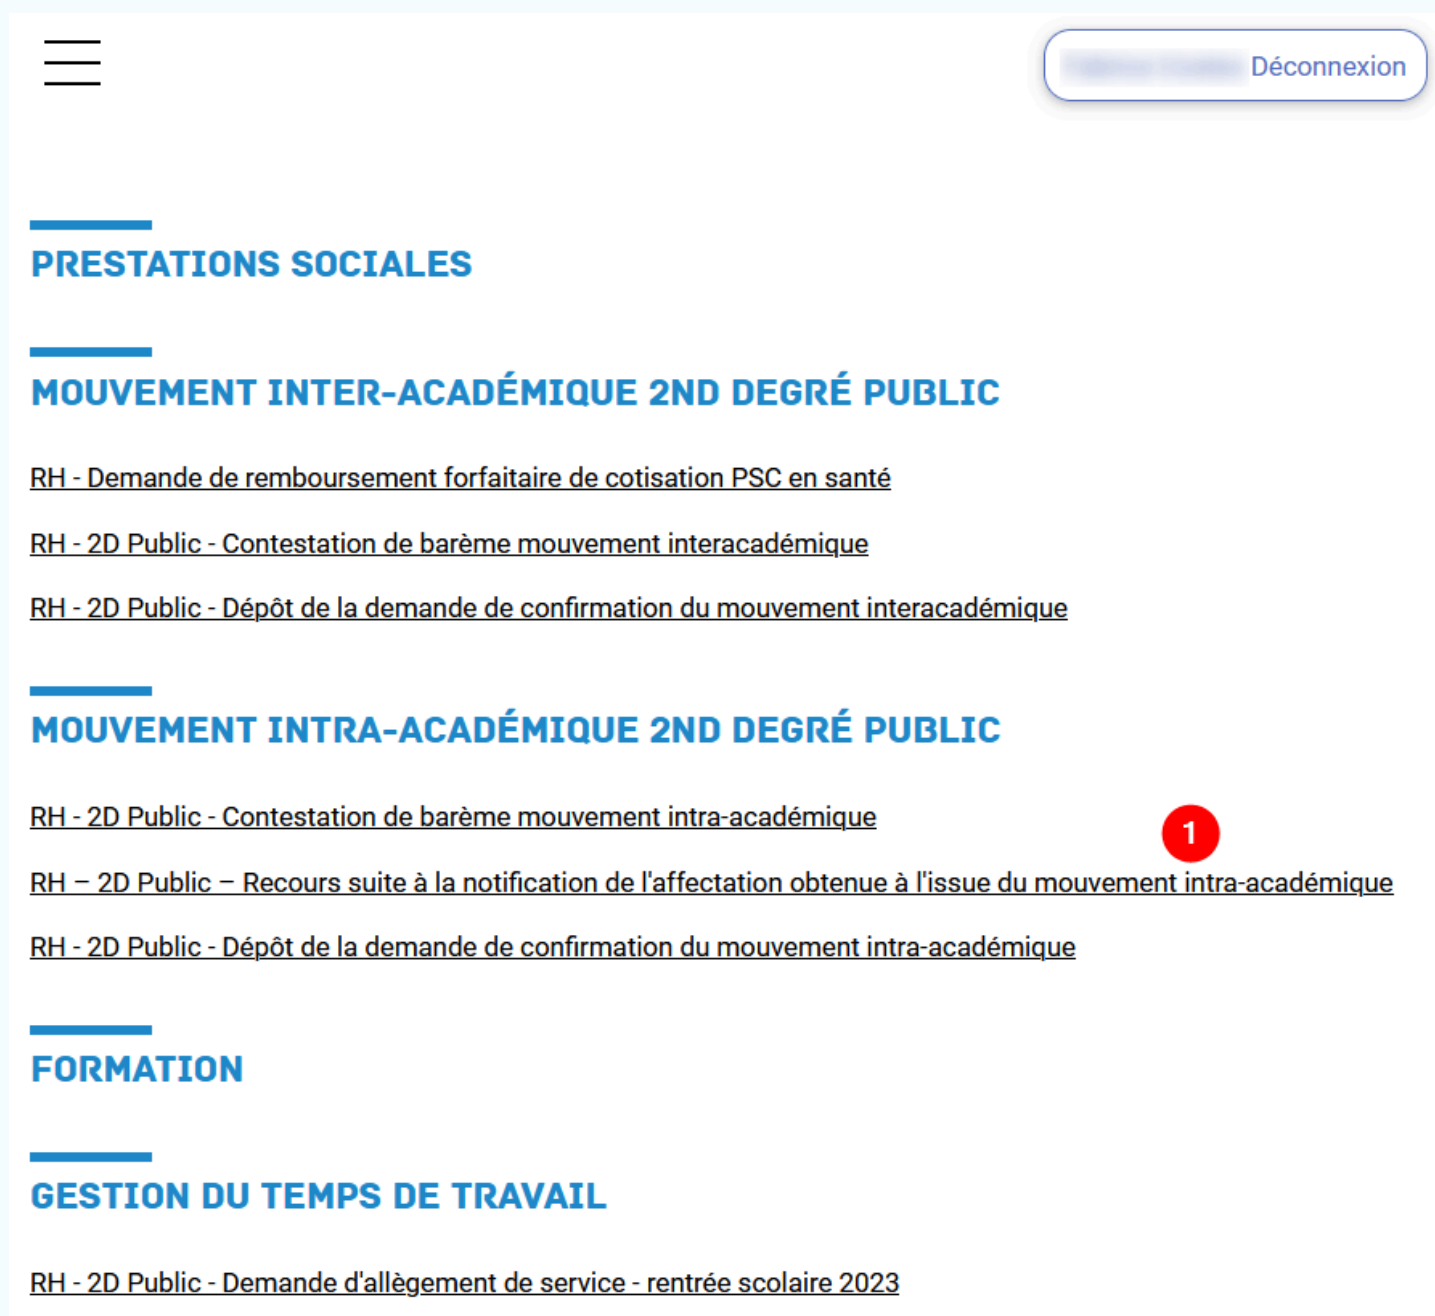 Déconnexion
PRESTATIONS SOCIALES
MOUVEMENT INTER-ACADÉMIQUE 2ND DEGRÉ PUBLIC
RH - Demande de remboursement forfaitaire de cotisation PSC en santé
RH - 2D Public - Contestation de barème mouvement interacadémique
RH - 2D Public - Dépôt de la demande de confirmation du mouvement interacadémique
MOUVEMENT INTRA-ACADÉMIQUE 2ND DEGRÉ PUBLIC
RH - 2D Public - Contestation de barème mouvement intra-académique
1
RH – 2D Public – Recours suite à la notification de l'affectation obtenue à l'issue du mouvement intra-académique
RH - 2D Public - Dépôt de la demande de confirmation du mouvement intra-académique
FORMATION
GESTION DU TEMPS DE TRAVAIL
RH - 2D Public - Demande d'allègement de service - rentrée scolaire 2023